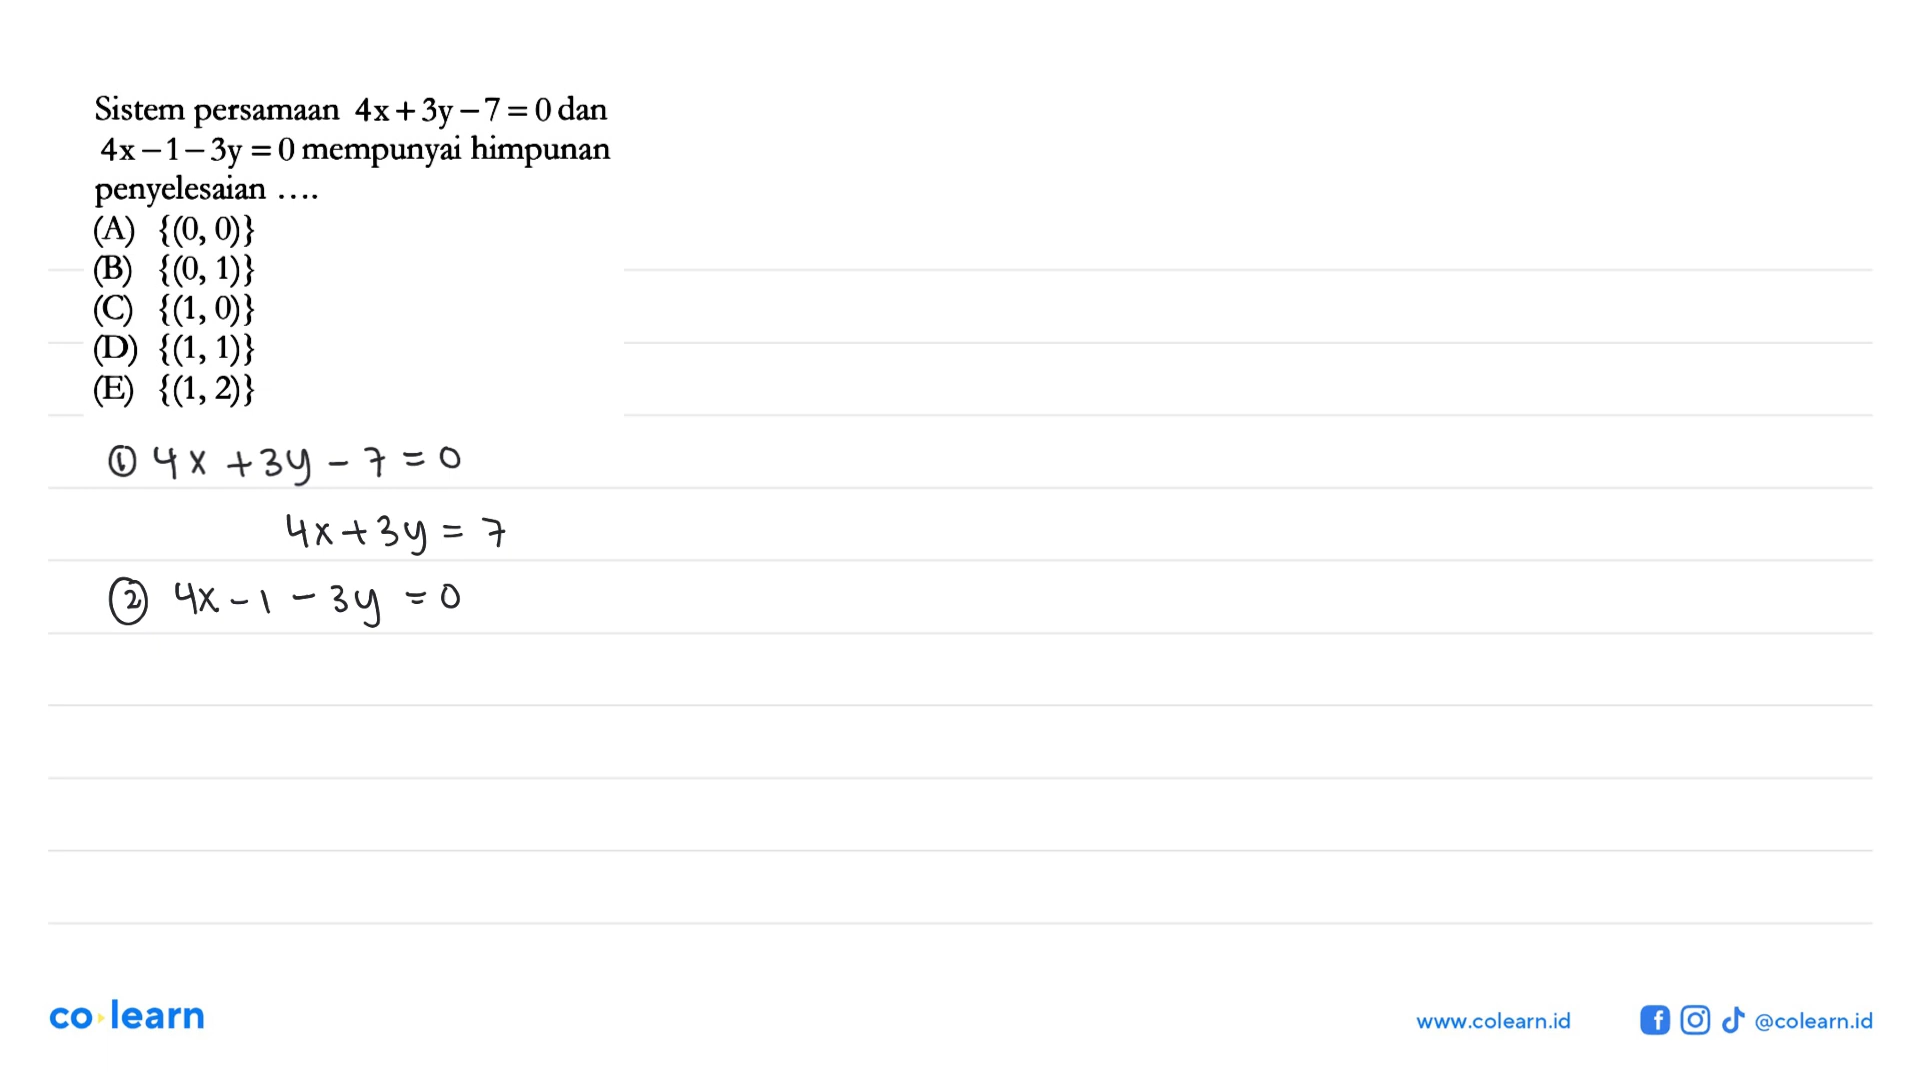 Sistem persamaan 4x+3y−7=0 dan
4x−1−3y=0 mempunyai himpunan
penyelesaian ....
(A) {(0, 0)}
(B) {(0, 1)}
(C) {(1, 0)}
(D) {(1, 1)}
(E) {(1, 2)}
① 4x +3y − 7 = 0
4x+3y = 7
② 4x − 1 − 3y = 0
co learn
www.colearn.id @colearn.id